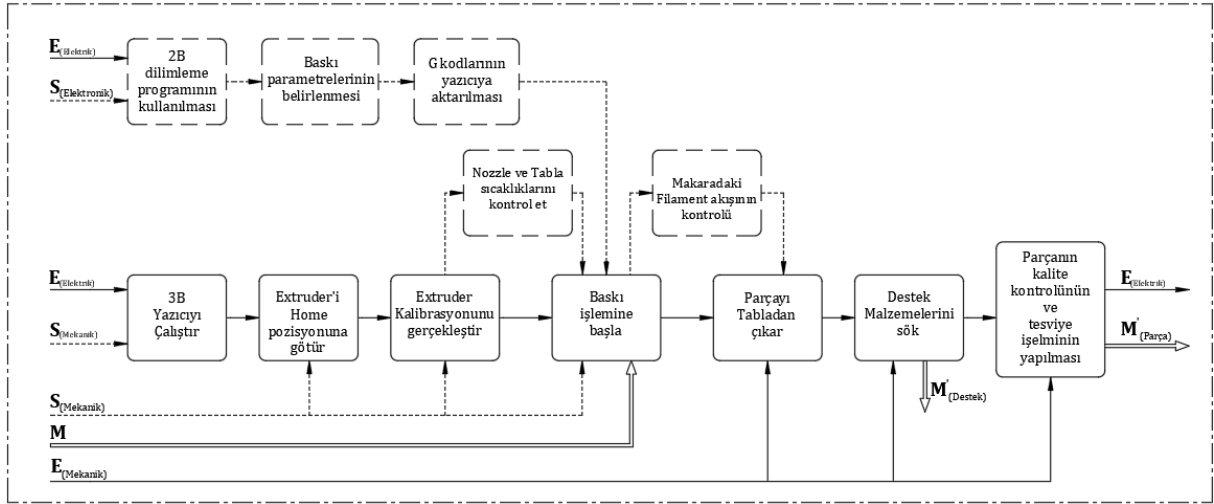 E(Elektrik)
S(Elektronik)
2B
dilimleme
programının
kullanılması
Baskı
parametrelerinin
belirlenmesi
G kodlarının
yazıcıya
aktarılması
Nozzle ve Tabla
sıcaklıklarını
kontrol et
Makaradaki
Filament akışının
kontrolü
E(Elektrik)
S(Mekanik)
3B
Yazıcıyı
Çalıştır
Extruder'i
Home
pozisyonuna
götür
Extruder
Kalibrasyonunu
gerçekleştir
Baskı
işlemine
başla
Parçayı
Tabladan
çıkar
Destek
Malzemelerini
sök
Parçanın
kalite
kontrolünün
ve
tesviye
işelminin
yapılması
E(Elektrik)
M'(Parça)
M'(Destek)
S(Mekanik)
M
E(Mekanik)